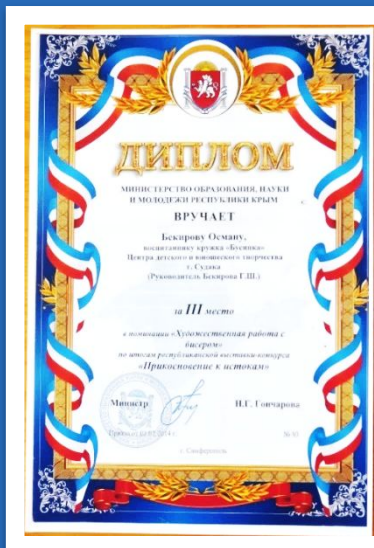 ДИПЛОМ
МИНИСТЕРСТВО ОБРАЗОВАНИЯ, НАУКИ
И МОЛОДЕЖИ РЕСПУБЛИКИ КРЫМ
ВРУЧАЕТ
Бекирову Осману,
воспитаннику кружка «Бусинка»
Центра детского и юношеского творчества
г. Судака
(Руководитель Бекирова Г.Ш.)
за III место
в номинации «Художественная работа с
бисером»
по итогам республиканской выставки-конкурса
«Прикосновение к истокам»
Министр Н.Г. Гончарова
г. Симферополь